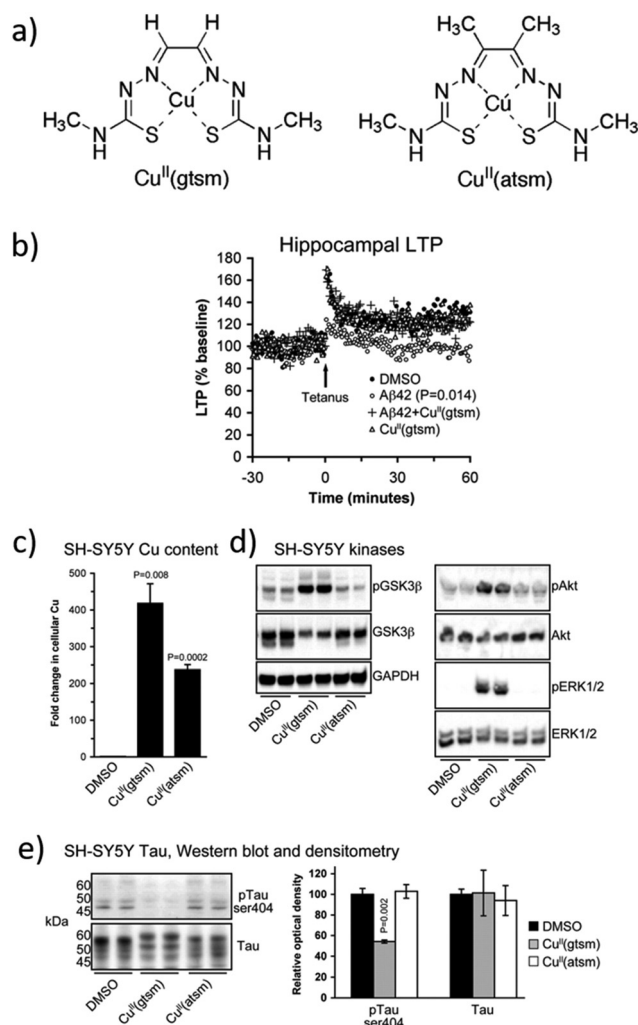 a)
H H
H₃C CH₃
N N
N N
Cu
H₃C CH₃
N S S N
H H
Cuᴵᴵ(gtsm)
N N
N N
Cu
H₃C CH₃
N S S N
H H
Cuᴵᴵ(atsm)
b)
Hippocampal LTP
LTP (% baseline)
180
160
140
120
100
80
60
40
20
0
Tetanus
DMSO
Aβ42 (P=0.014)
Aβ42+Cuᴵᴵ(gtsm)
Cuᴵᴵ(gtsm)
-30 0 30 60
Time (minutes)
c) SH-SY5Y Cu content
Fold change in cellular Cu
500
400
300
200
100
0
P=0.008
P=0.0002
DMSO
Cuᴵᴵ(gtsm)
Cuᴵᴵ(atsm)
d) SH-SY5Y kinases
pGSK3β
GSK3β
GAPDH
DMSO
Cuᴵᴵ(gtsm)
Cuᴵᴵ(atsm)
pAkt
Akt
pERK1/2
ERK1/2
DMSO
Cuᴵᴵ(gtsm)
Cuᴵᴵ(atsm)
e) SH-SY5Y Tau, Western blot and densitometry
kDa
60
50
45
pTau
ser404
60
50
45
Tau
DMSO
Cuᴵᴵ(gtsm)
Cuᴵᴵ(atsm)
Relative optical density
120
100
80
60
40
20
0
P=0.002
pTau
ser404
Tau
DMSO
Cuᴵᴵ(gtsm)
Cuᴵᴵ(atsm)